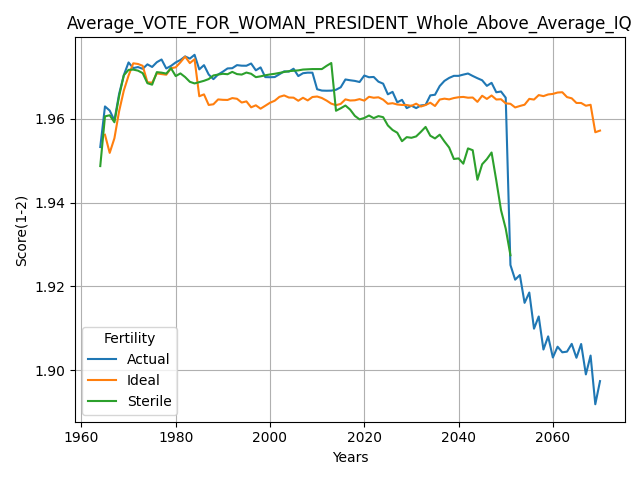 Average_VOTE_FOR_WOMAN_PRESIDENT_Whole_Above_Average_IQ
Score(1-2)
1.96
1.94
1.92
1.90
Fertility
Actual
Ideal
Sterile
1960 1980 2000 2020 2040 2060
Years